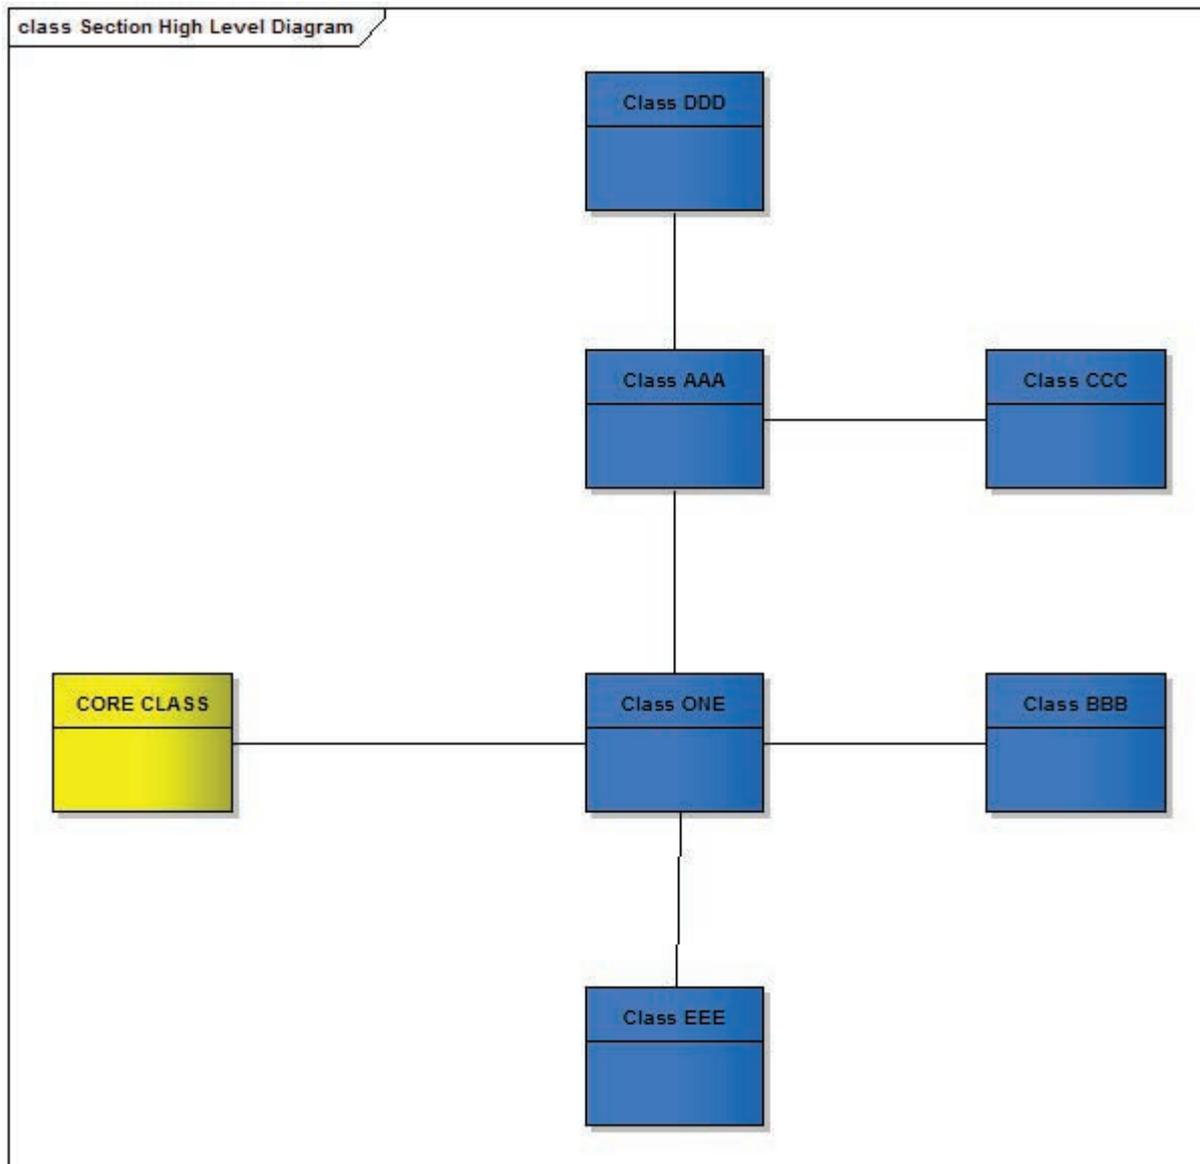 class Section High Level Diagram
Class DDD
Class AAA
Class CCC
CORE CLASS
Class ONE
Class BBB
Class EEE